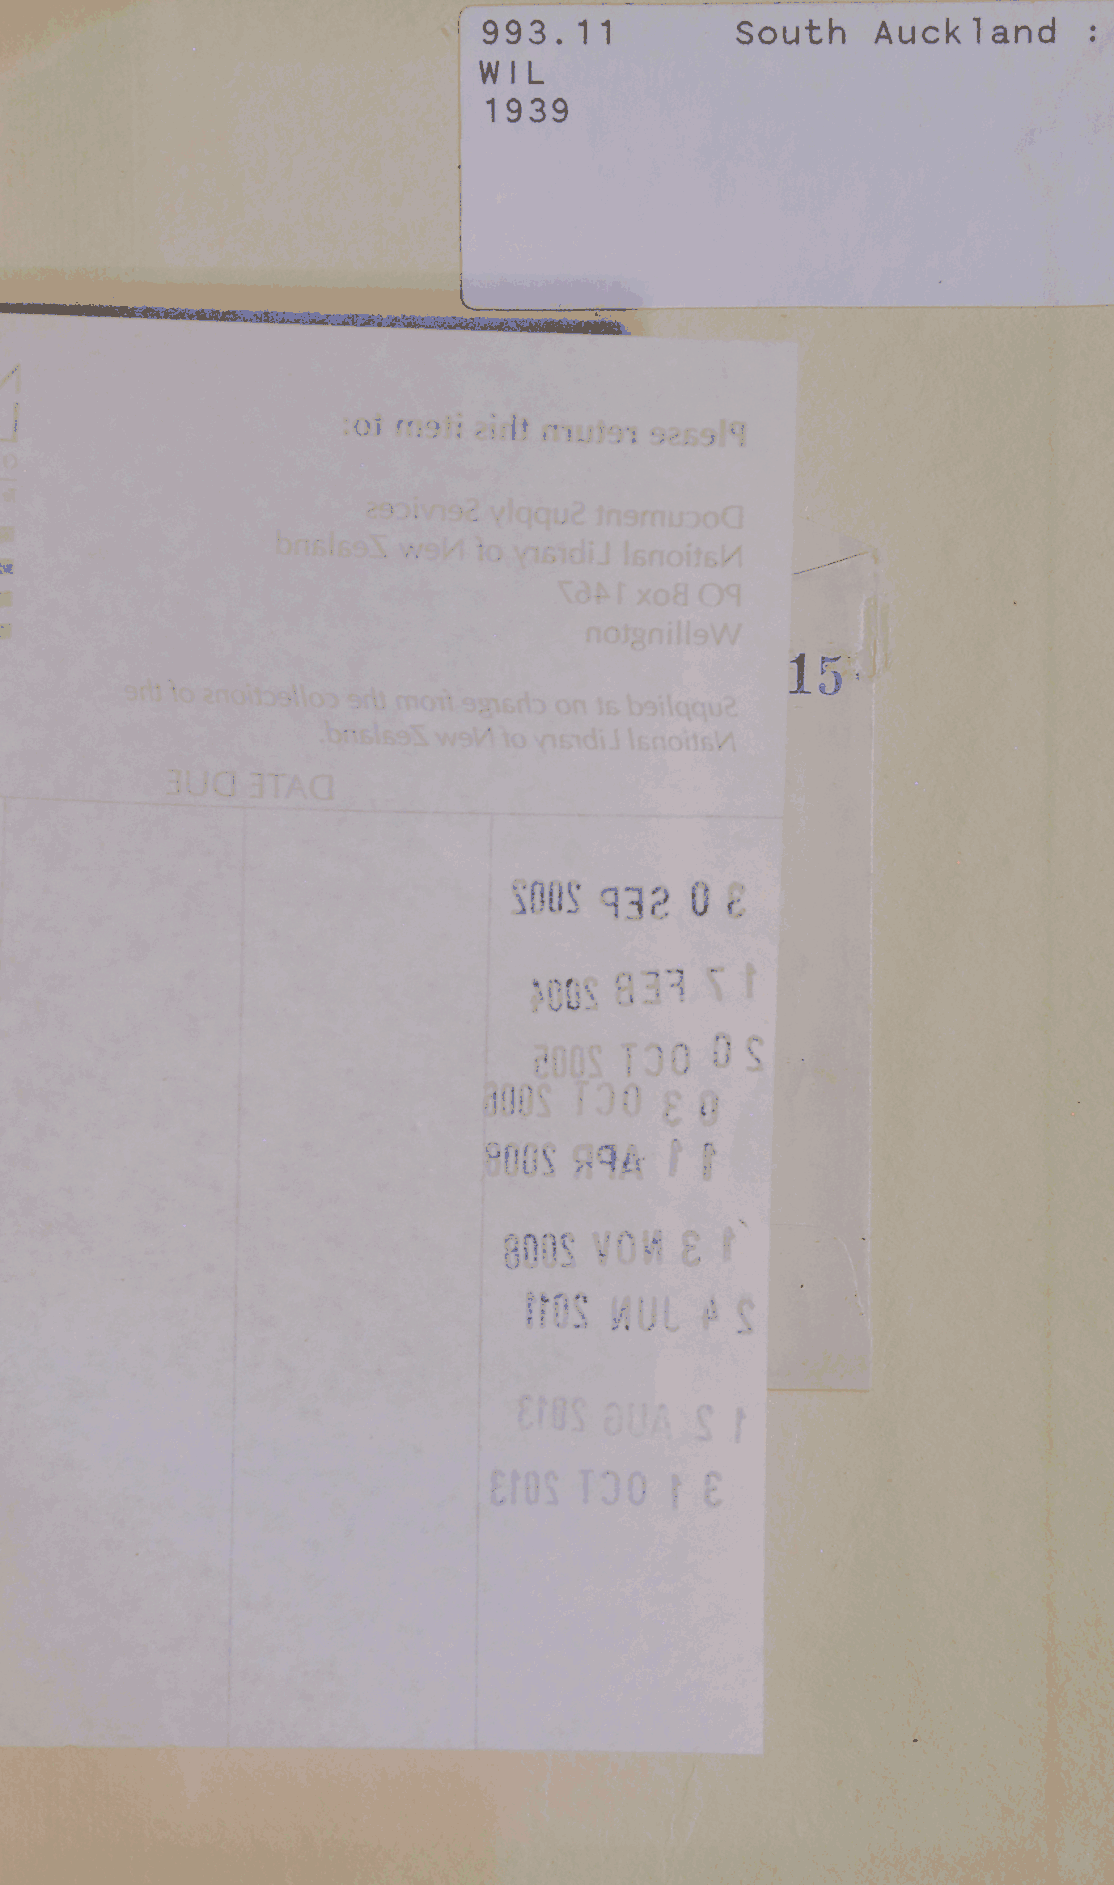 993.11 South Auckland :
WIL
1939
Please return this item to:
Document Supply Services
National Library of New Zealand
PO Box 1467
Wellington
15
Supplied at no charge from the collections of the
National Library of New Zealand.
DATE DUE
30 SEP 2002
17 FEB 2004
20 OCT 2005
03 OCT 2006
11 APR 2008
13 NOV 2008
24 JUN 2011
12 AUG 2013
31 OCT 2013